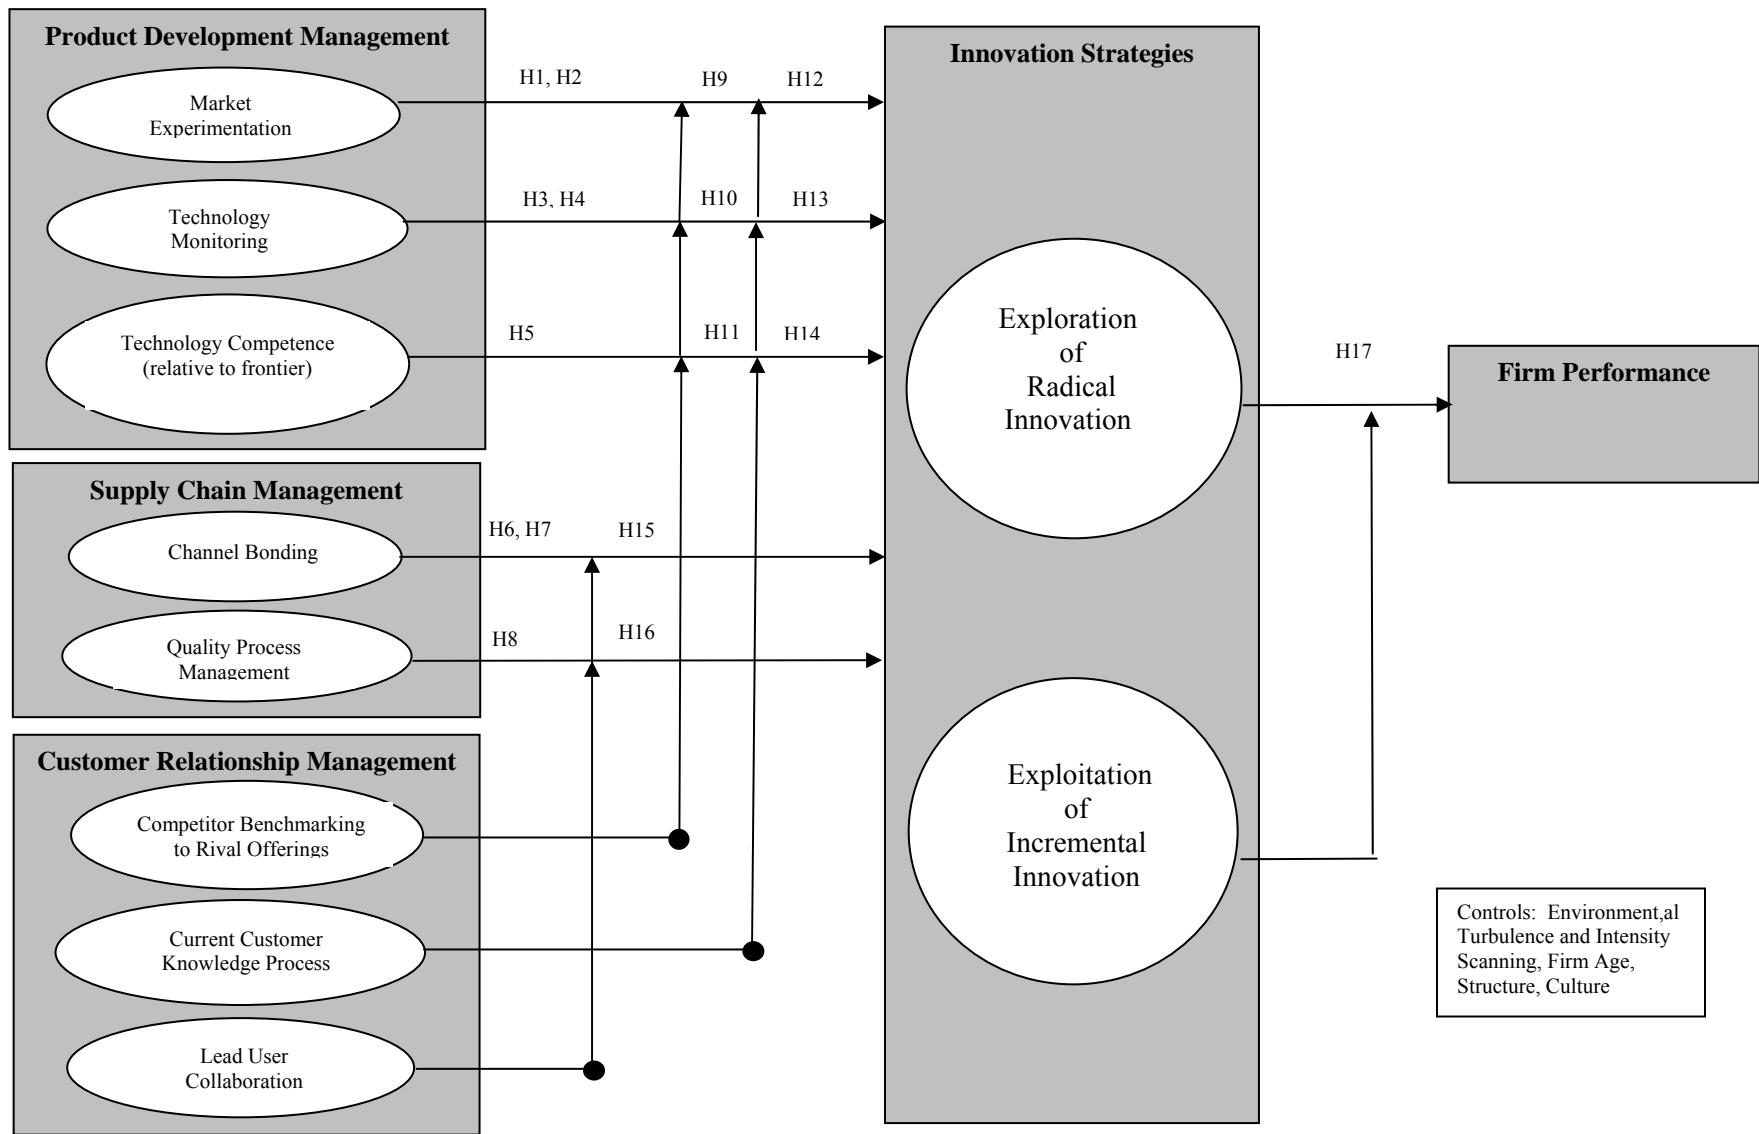 Product Development Management
Market
Experimentation
Technology
Monitoring
Technology Competence
(relative to frontier)
H1, H2
H9
H12
H3, H4
H10
H13
H5
H11
H14
Supply Chain Management
Channel Bonding
Quality Process
Management
H6, H7
H15
H8
H16
Customer Relationship Management
Competitor Benchmarking
to Rival Offerings
Current Customer
Knowledge Process
Lead User
Collaboration
Innovation Strategies
Exploration
of
Radical
Innovation
Exploitation
of
Incremental
Innovation
H17
Firm Performance
Controls: Environment,al
Turbulence and Intensity
Scanning, Firm Age,
Structure, Culture